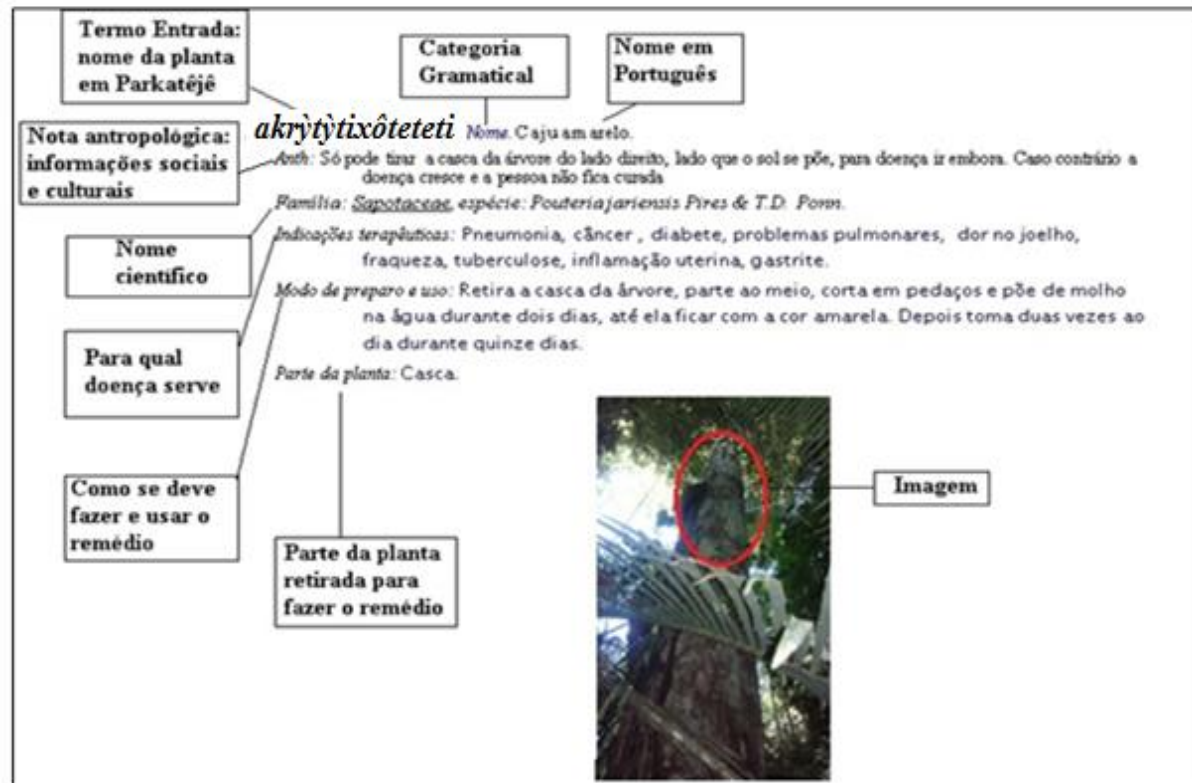 Termo Entrada:
nome da planta
em Parkatêjê
Categoria
Gramatical
Nome em
Português
akrỳtỳtixôteteti Nome. Caju amarelo.
Nota antropológica:
informações sociais
e culturais
Anth: Só pode tirar a casca da árvore do lado direito, lado que o sol se põe, para doença ir embora. Caso contrário a
doença cresce e a pessoa não fica curada
Família: Sapotaceae, espécie: Pouteria jariensis Pires & T.D. Penn.
Nome
científico
Indicações terapêuticas: Pneumonia, câncer , diabete, problemas pulmonares, dor no joelho,
fraqueza, tuberculose, inflamação uterina, gastrite.
Modo de preparo e uso: Retira a casca da árvore, parte ao meio, corta em pedaços e põe de molho
na água durante dois dias, até ela ficar com a cor amarela. Depois toma duas vezes ao
dia durante quinze dias.
Para qual
doença serve
Parte da planta: Casca.
Como se deve
fazer e usar o
remédio
Imagem
Parte da planta
retirada para
fazer o remédio